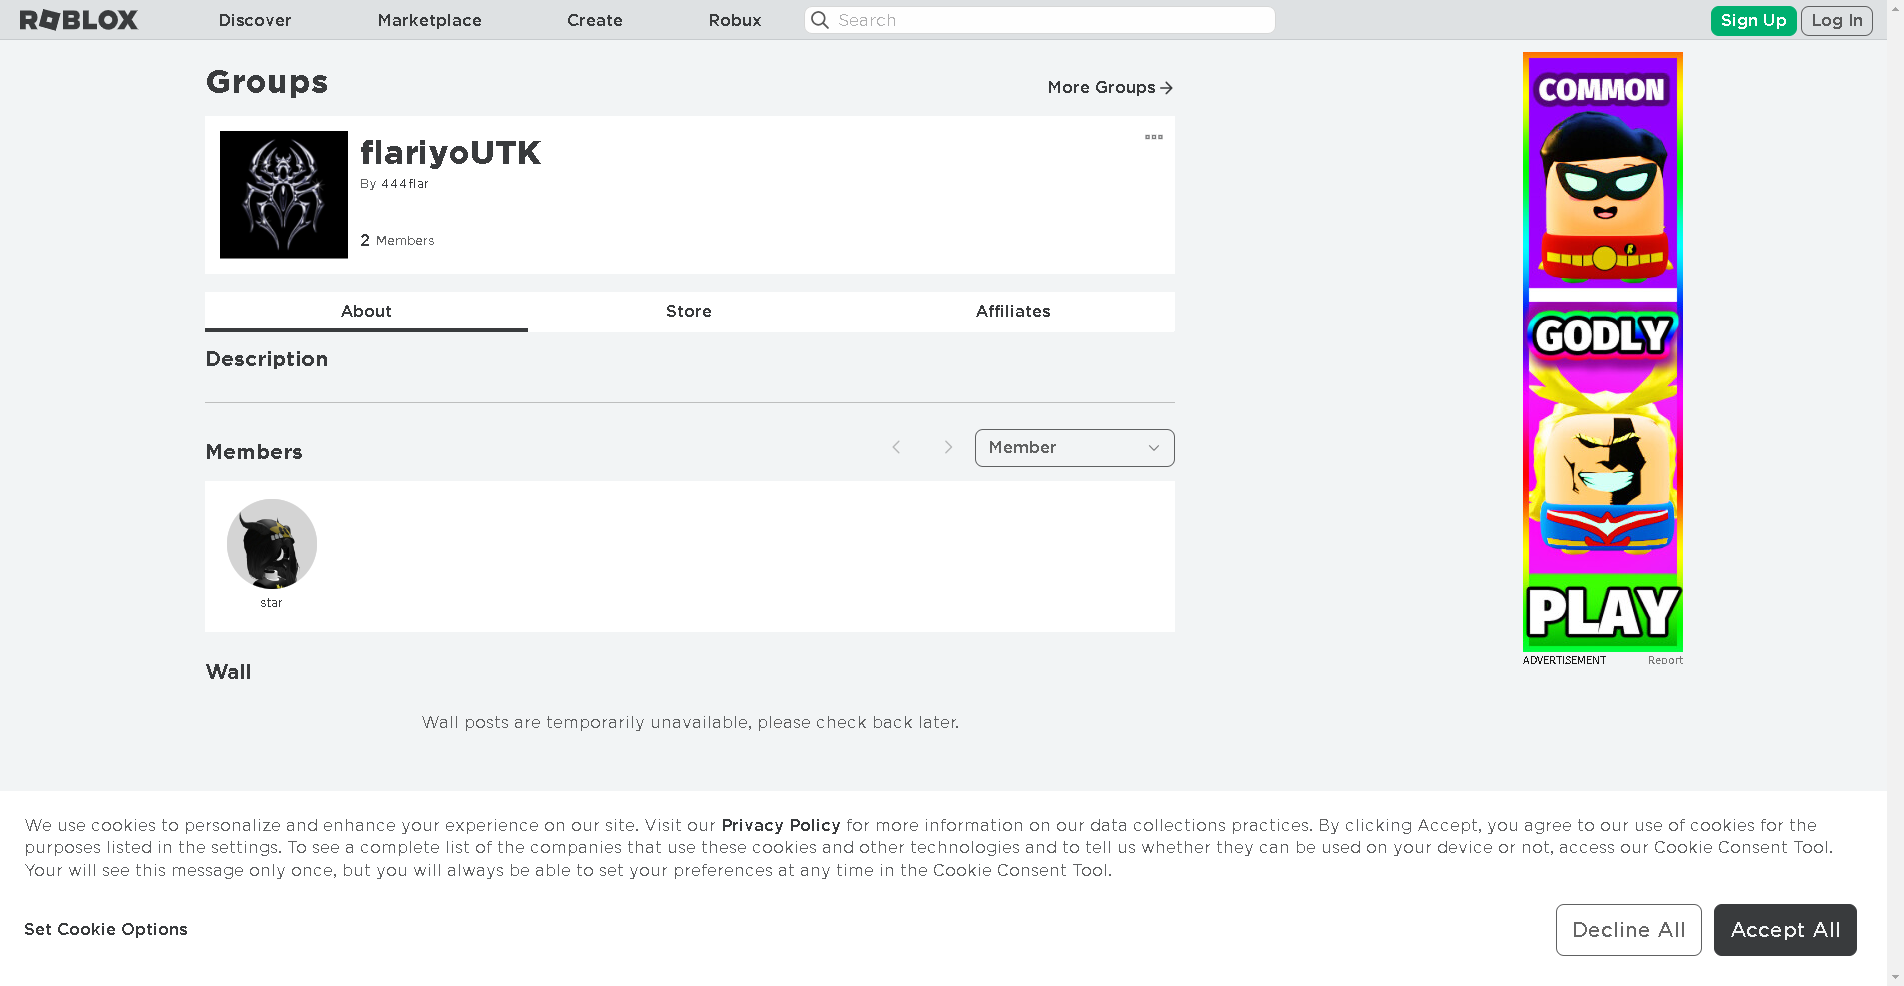 ROBLOX
Discover
Marketplace
Create
Robux
Search
Sign Up
Log In
Groups
More Groups
flariyoUTK
By 444flar
2 Members
About
Store
Affiliates
Description
Members
Member
star
Wall
Wall posts are temporarily unavailable, please check back later.
COMMON
GODLY
PLAY
ADVERTISEMENT
Report
We use cookies to personalize and enhance your experience on our site. Visit our Privacy Policy for more information on our data collections practices. By clicking Accept, you agree to our use of cookies for the
purposes listed in the settings. To see a complete list of the companies that use these cookies and other technologies and to tell us whether they can be used on your device or not, access our Cookie Consent Tool.
Your will see this message only once, but you will always be able to set your preferences at any time in the Cookie Consent Tool.
Set Cookie Options
Decline All
Accept All